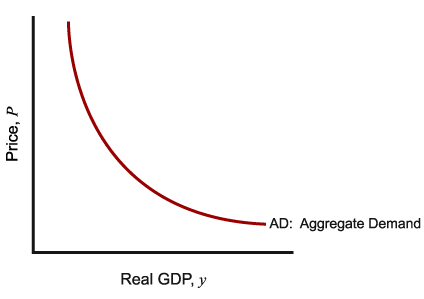 Price, P
AD: Aggregate Demand
Real GDP, y